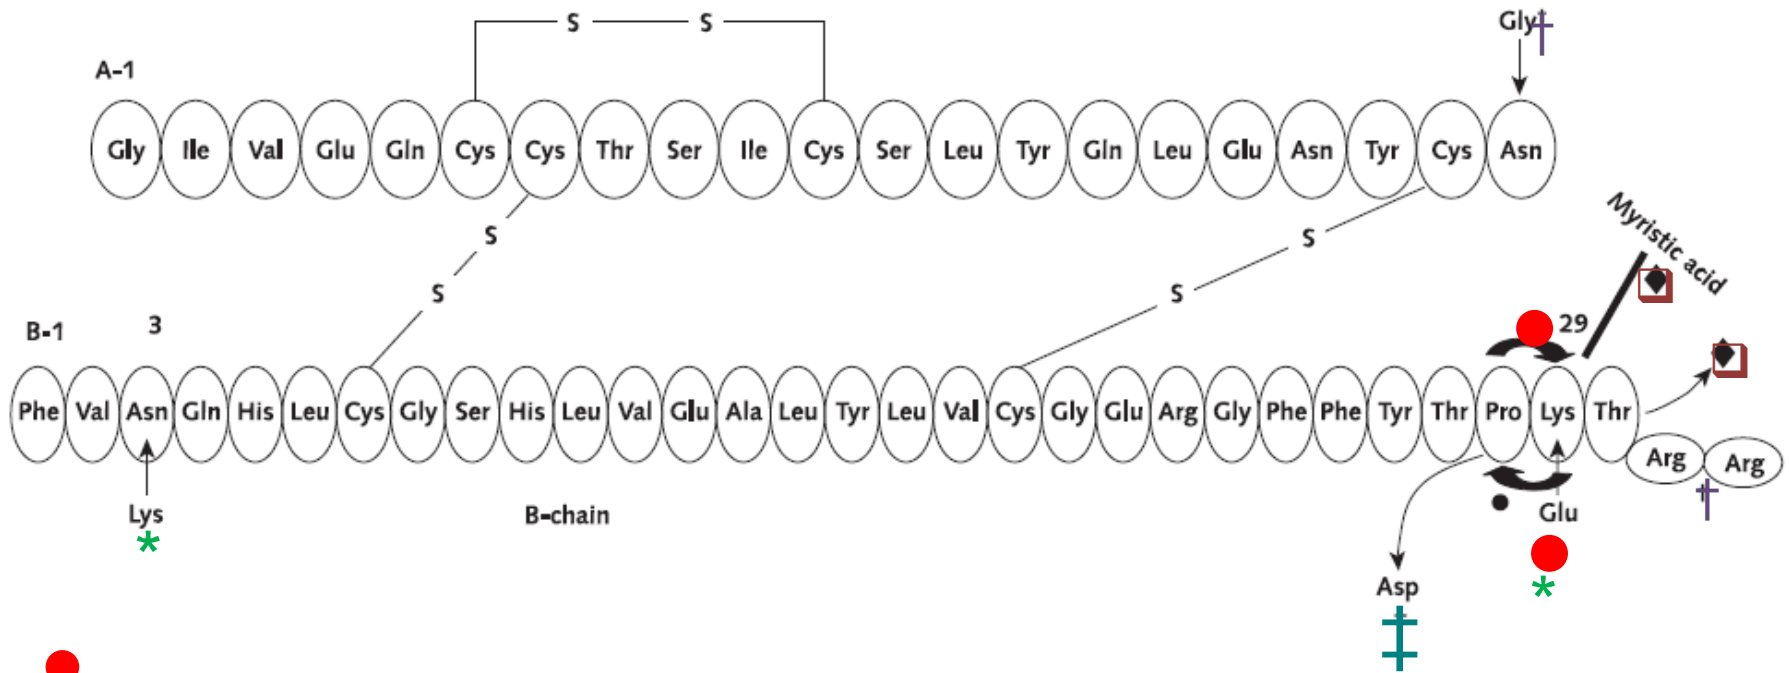 S S Gly†
A-1
Gly Ile Val Glu Gln Cys Cys Thr Ser Ile Cys Ser Leu Tyr Gln Leu Glu Asn Tyr Cys Asn
S S
S S
Myristic acid
B-1 3 29
Phe Val Asn Gln His Leu Cys Gly Ser His Leu Val Glu Ala Leu Tyr Leu Val Cys Gly Glu Arg Gly Phe Phe Tyr Thr Pro Lys Thr
Arg Arg
†
Lys B-chain Glu
* *
Asp
‡